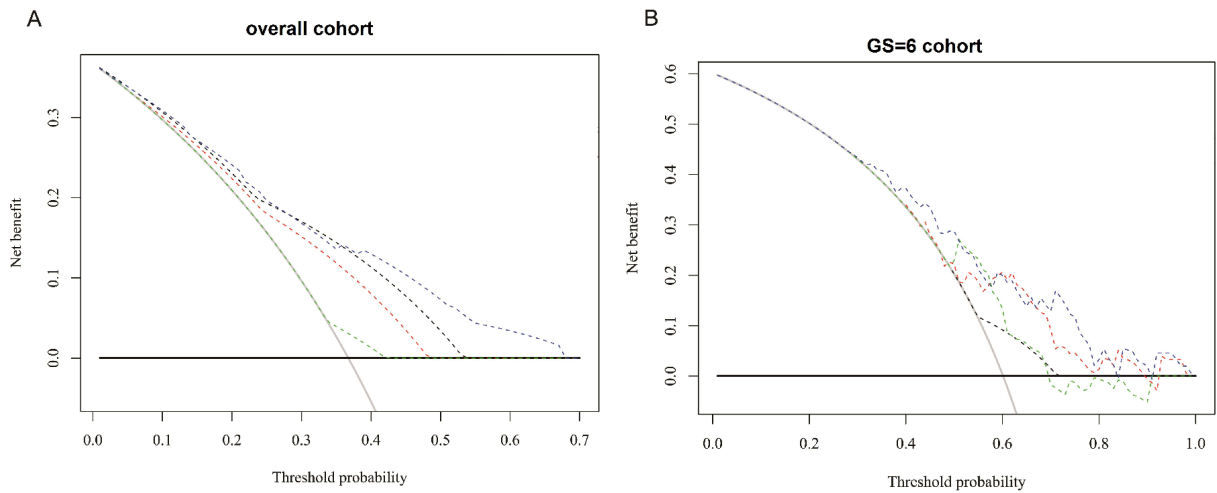 A
overall cohort
Net benefit
0.3
0.2
0.1
0.0
0.0 0.1 0.2 0.3 0.4 0.5 0.6 0.7
Threshold probability
B
GS=6 cohort
Net benefit
0.6
0.5
0.4
0.3
0.2
0.1
0.0
0.0 0.2 0.4 0.6 0.8 1.0
Threshold probability